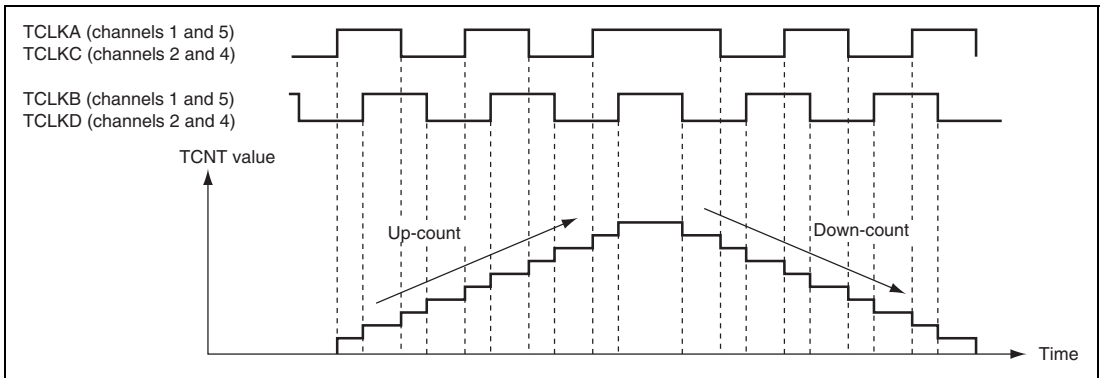 TCLKA (channels 1 and 5)
TCLKC (channels 2 and 4)
TCLKB (channels 1 and 5)
TCLKD (channels 2 and 4)
TCNT value
Up-count
Down-count
Time